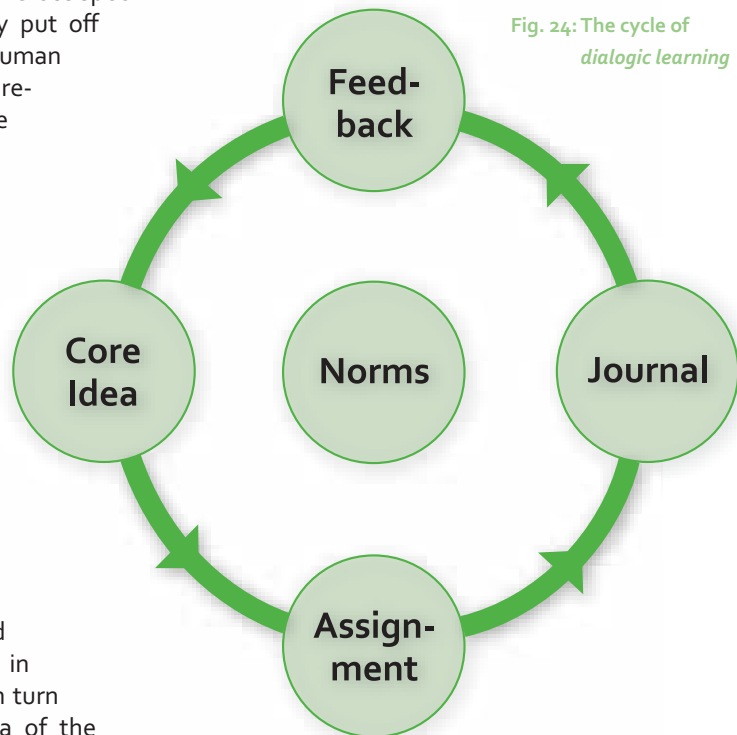 y put off
uman
re-
e
Fig. 24: The cycle of
dialogic learning
Feed-
back
Core
Idea
Norms
Journal
Assign-
ment
d
in
n turn
a of the